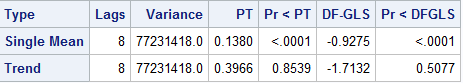 Type Lags Variance PT Pr < PT DF-GLS Pr < DFGLS
Single Mean 8 77231418.0 0.1380 <.0001 -0.9275 <.0001
Trend 8 77231418.0 0.3966 0.8539 -1.7132 0.5077